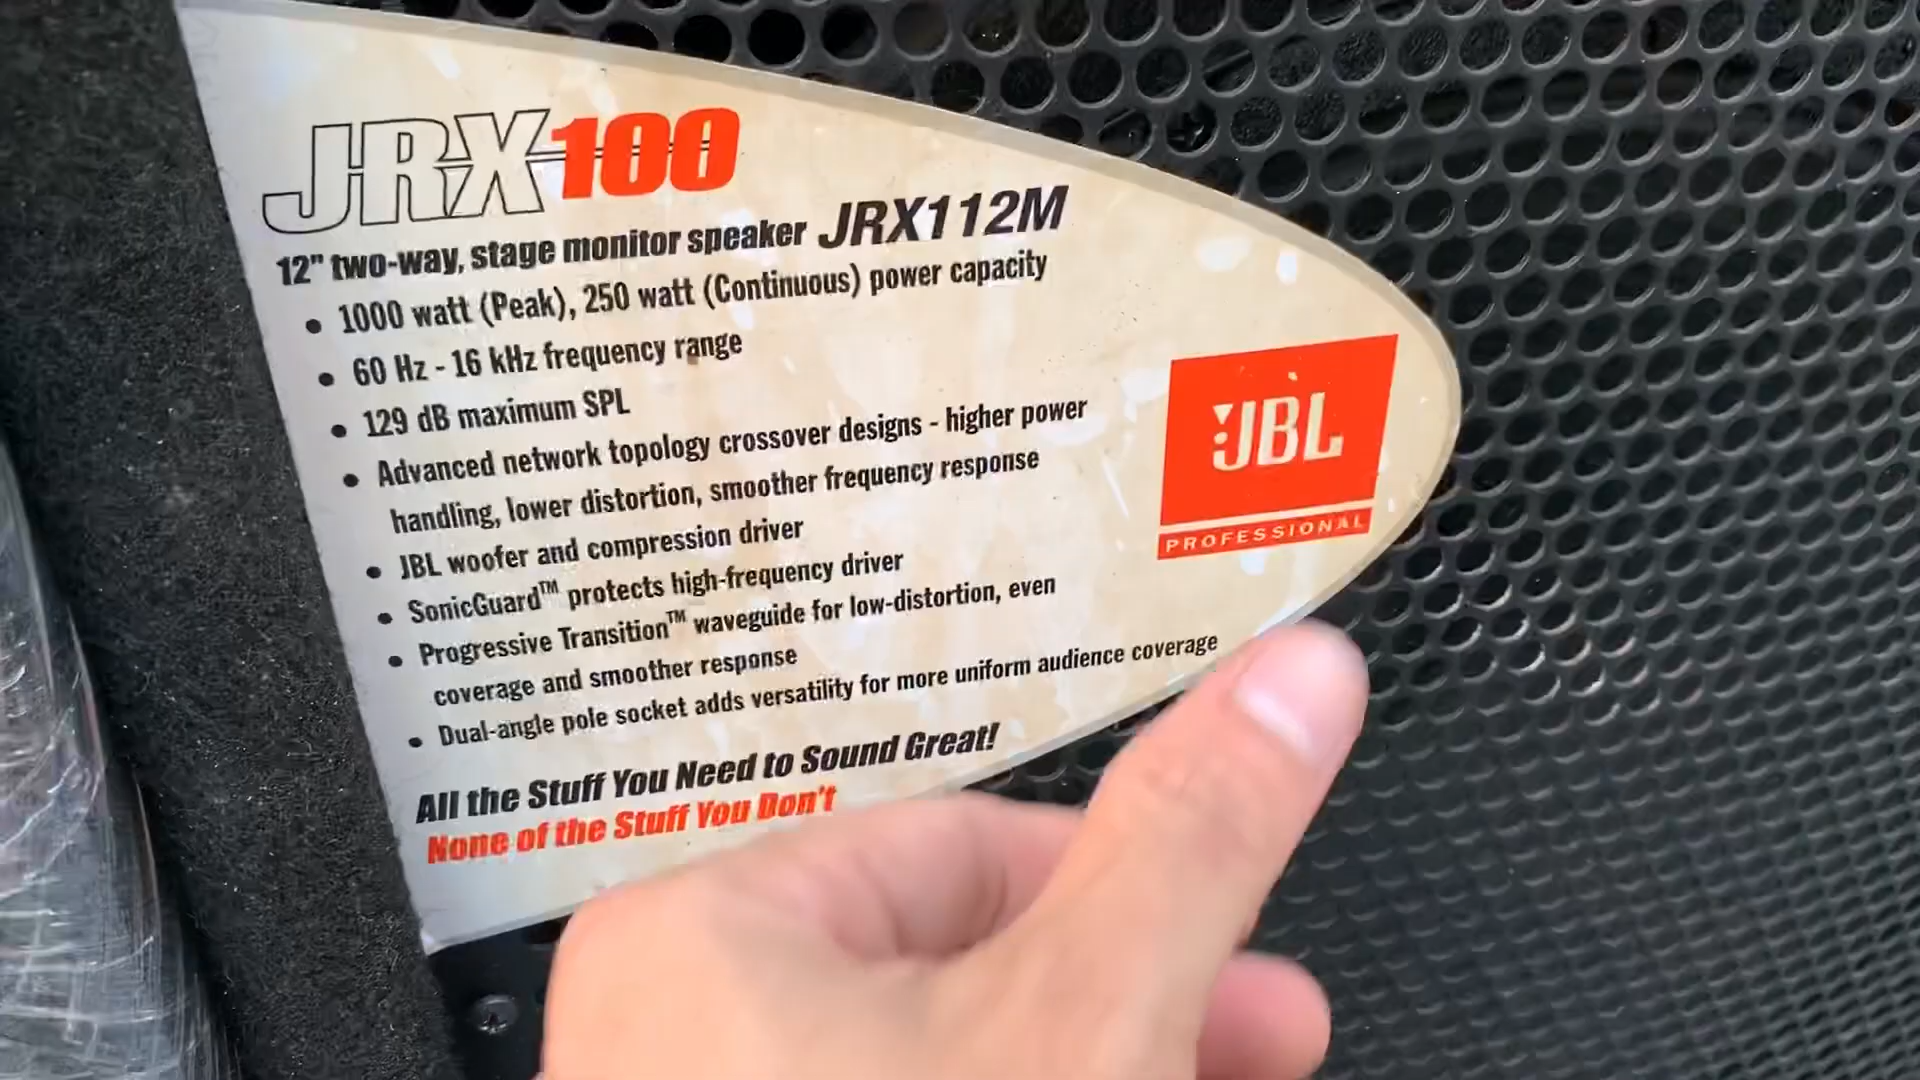 JRX100
12" two-way, stage monitor speaker JRX112M
• 1000 watt (Peak), 250 watt (Continuous) power capacity
• 60 Hz - 16 kHz frequency range
• 129 dB maximum SPL
• Advanced network topology crossover designs - higher power
handling, lower distortion, smoother frequency response
• JBL woofer and compression driver
• SonicGuard™ protects high-frequency driver
• Progressive Transition™ waveguide for low-distortion, even
coverage and smoother response
• Dual-angle pole socket adds versatility for more uniform audience coverage
All the Stuff You Need to Sound Great!
None of the Stuff You Don't
JBL
PROFESSIONAL